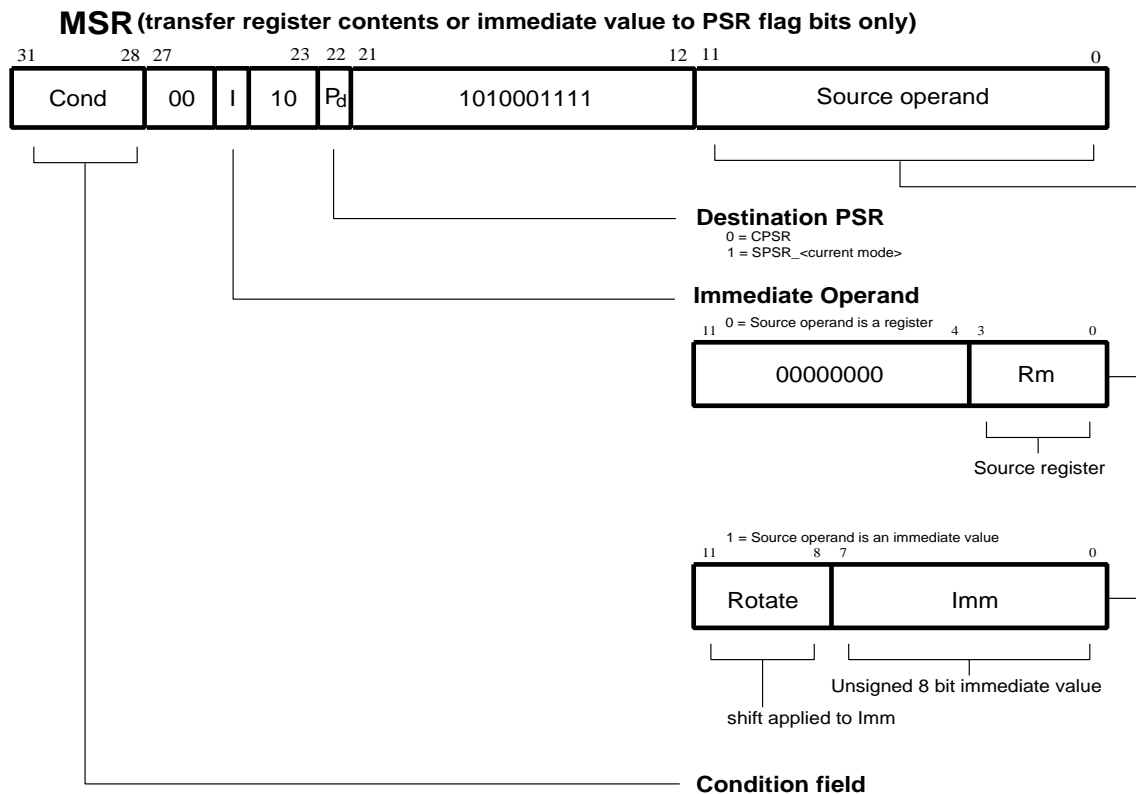 MSR (transfer register contents or immediate value to PSR flag bits only)
31 28 27 23 22 21 12 11 0
Cond 00 I 10 Pd 1010001111 Source operand
Destination PSR
0 = CPSR
1 = SPSR_<current mode>
Immediate Operand
0 = Source operand is a register
11 4 3 0
00000000 Rm
Source register
1 = Source operand is an immediate value
11 8 7 0
Rotate Imm
Unsigned 8 bit immediate value
shift applied to Imm
Condition field